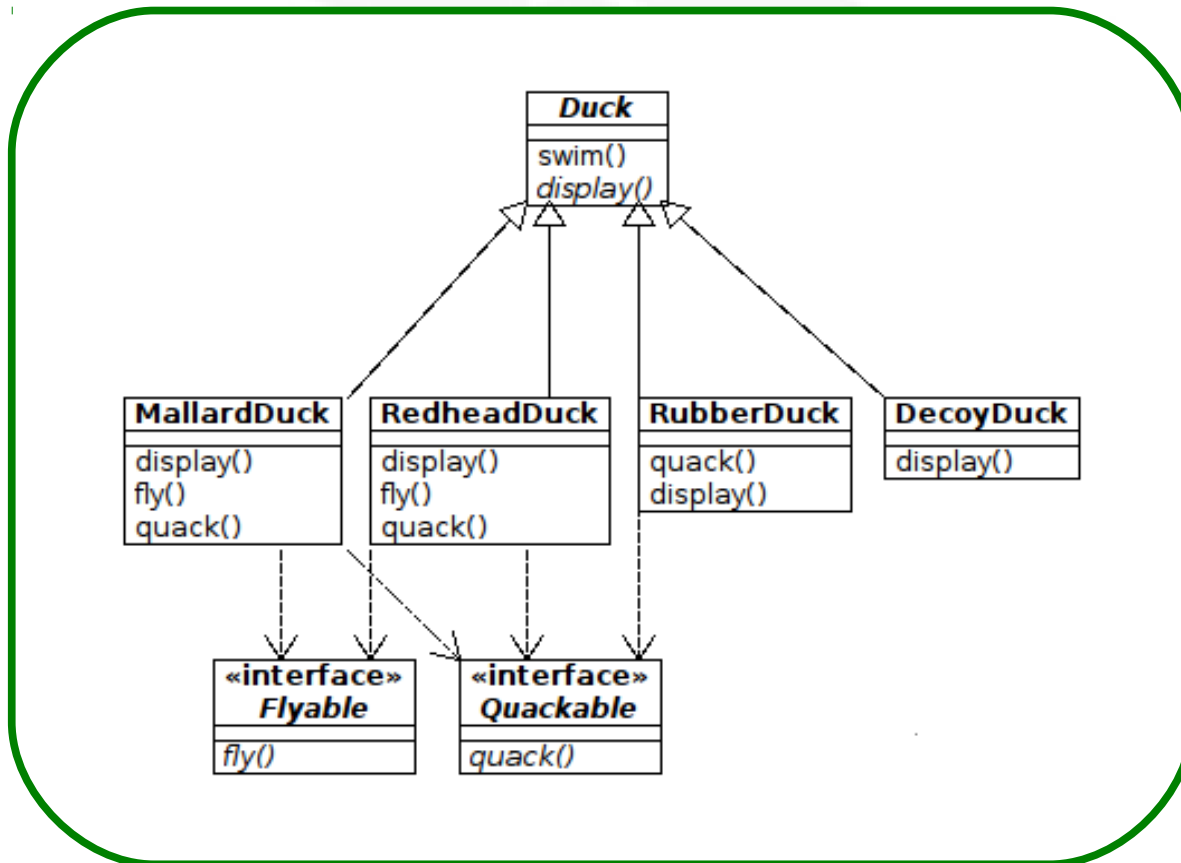 Duck
swim()
display()
MallardDuck
display()
fly()
quack()
RedheadDuck
display()
fly()
quack()
RubberDuck
quack()
display()
DecoyDuck
display()
«interface»
Flyable
fly()
«interface»
Quackable
quack()